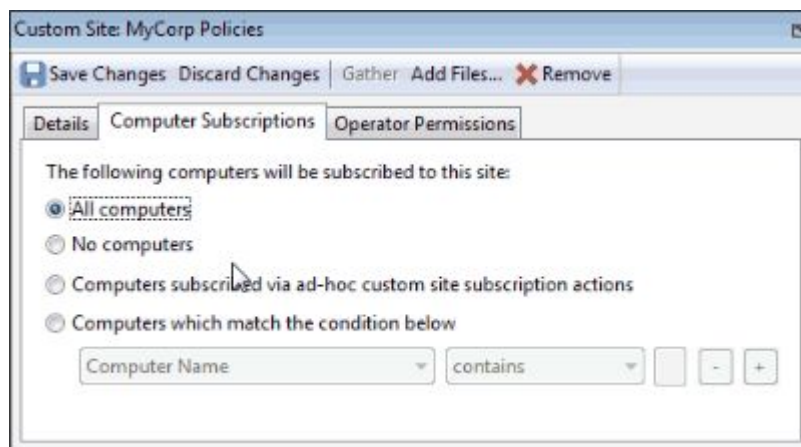 Custom Site: MyCorp Policies
Save Changes Discard Changes Gather Add Files... Remove
Details Computer Subscriptions Operator Permissions
The following computers will be subscribed to this site:
All computers
No computers
Computers subscribed via ad-hoc custom site subscription actions
Computers which match the condition below
Computer Name contains - +